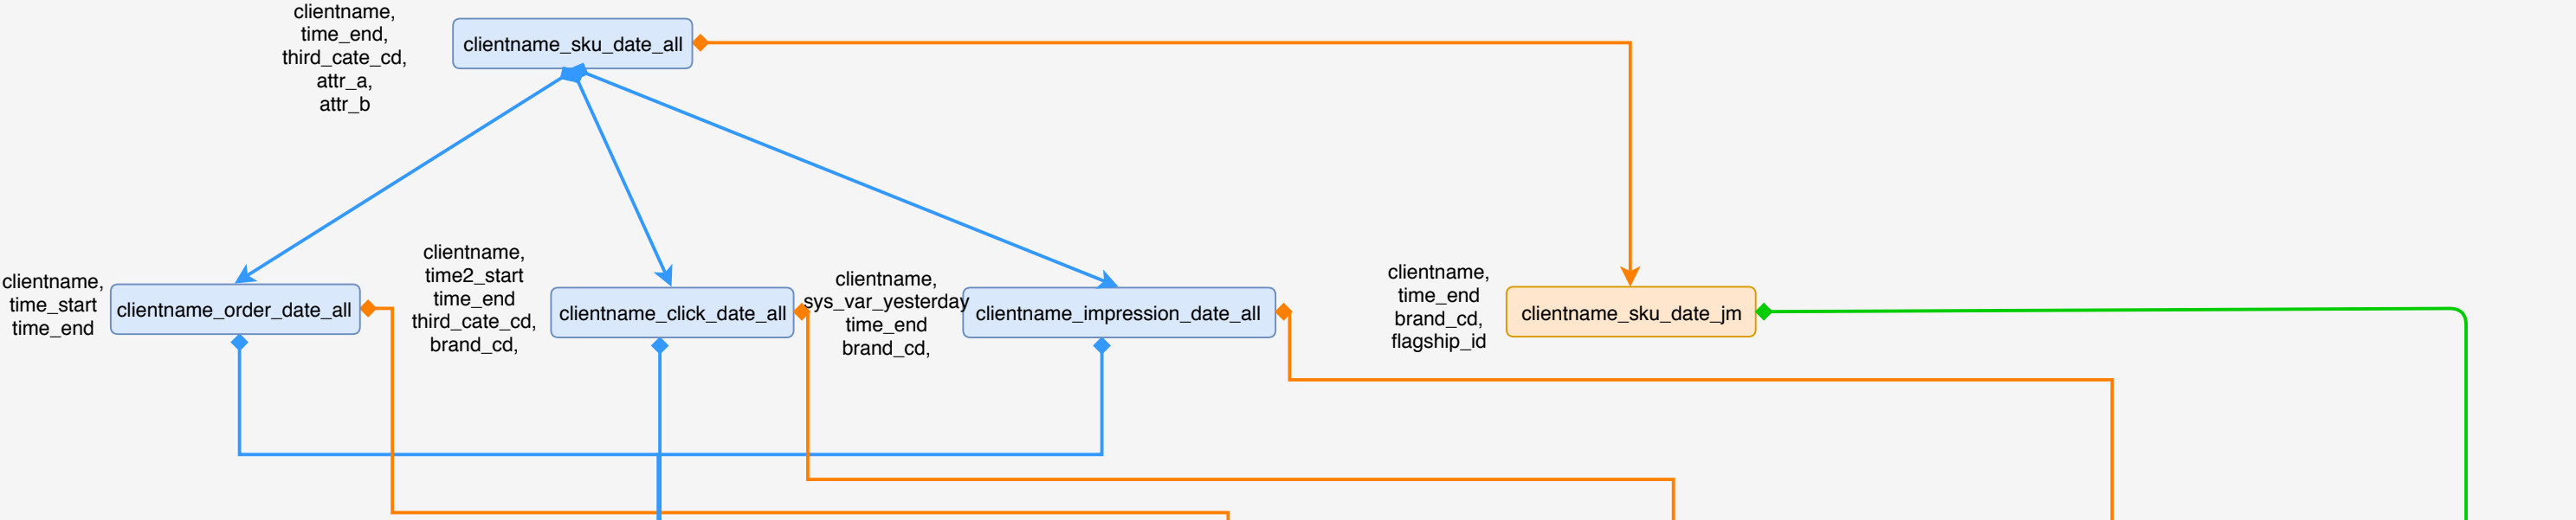 clientname,
time_end,
third_cate_cd,
attr_a,
attr_b
clientname_sku_date_all
clientname,
time_start
time_end
clientname_order_date_all
clientname,
time2_start
time_end
third_cate_cd,
brand_cd,
clientname_click_date_all
clientname,
sys_var_yesterday
time_end
brand_cd,
clientname_impression_date_all
clientname,
time_end
brand_cd,
flagship_id
clientname_sku_date_jm